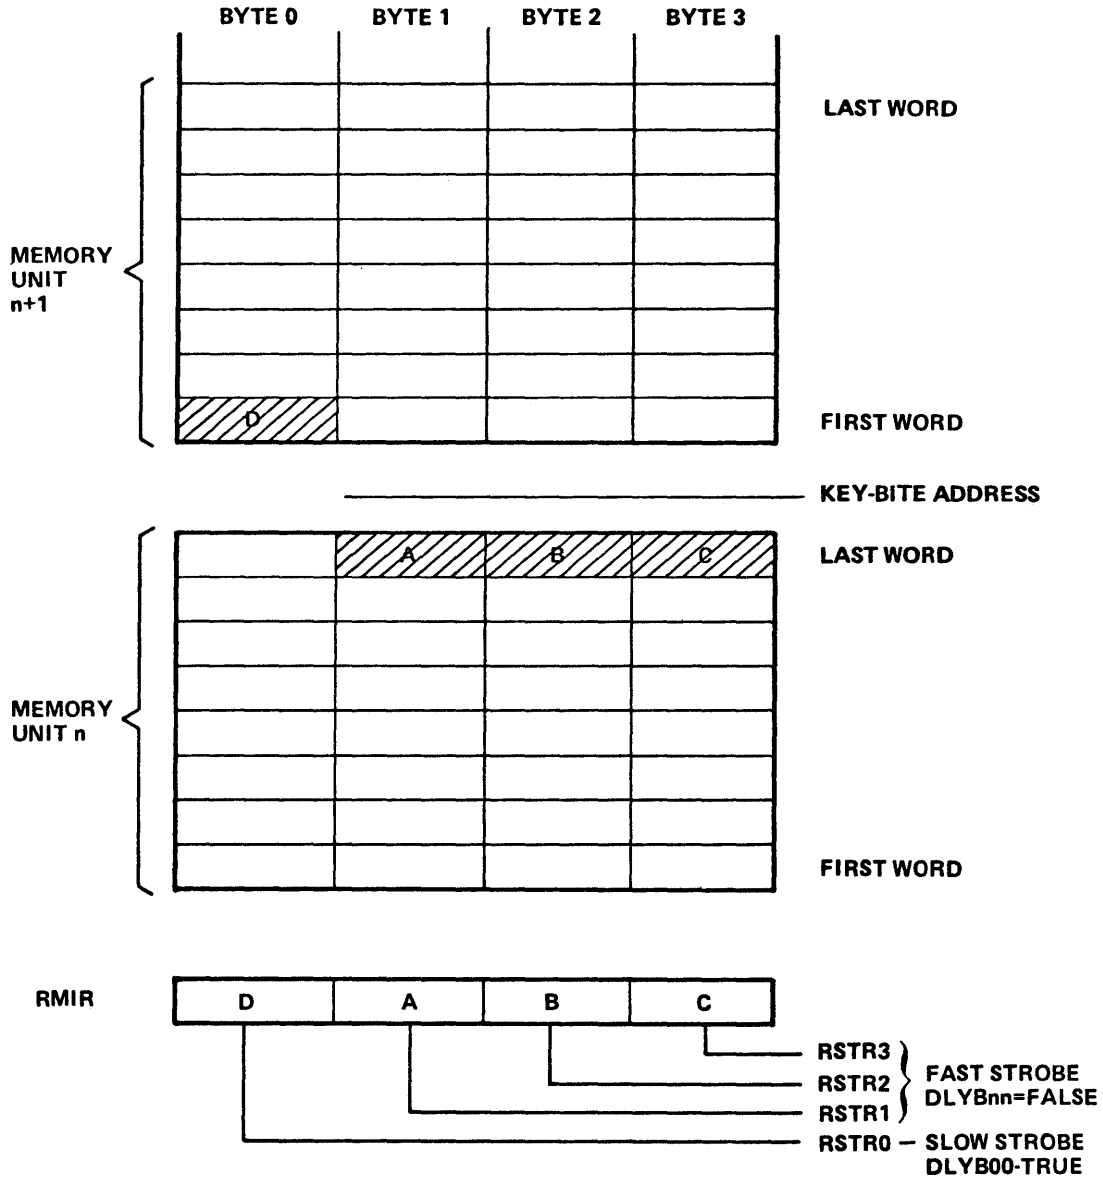 BYTE 0 BYTE 1 BYTE 2 BYTE 3
LAST WORD
MEMORY
UNIT
n+1
D
FIRST WORD
KEY-BITE ADDRESS
A B C
LAST WORD
MEMORY
UNIT n
FIRST WORD
RMIR D A B C
RSTR3
RSTR2
RSTR1
FAST STROBE
DLYBnn=FALSE
RSTR0 – SLOW STROBE
DLYB00-TRUE